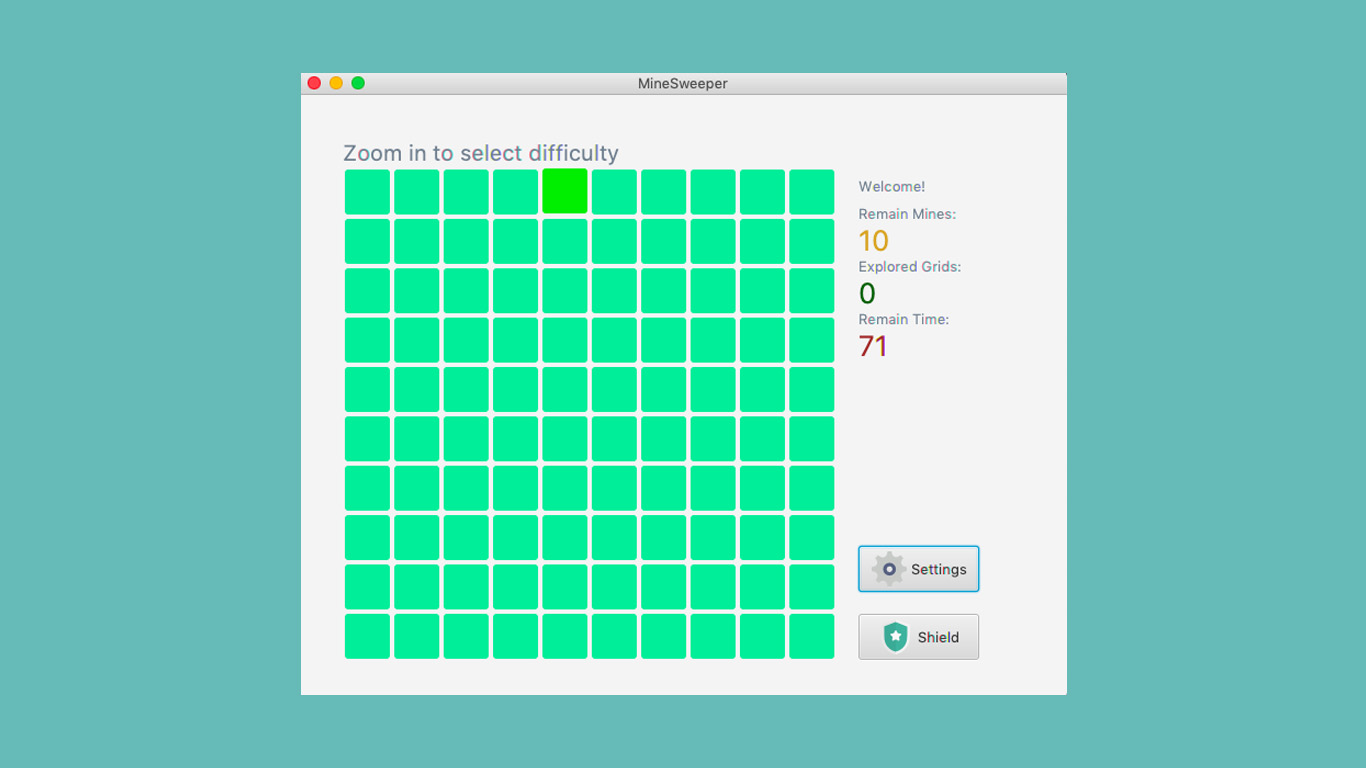 MineSweeper
Zoom in to select difficulty
Welcome!
Remain Mines:
10
Explored Grids:
0
Remain Time:
71
Settings
Shield